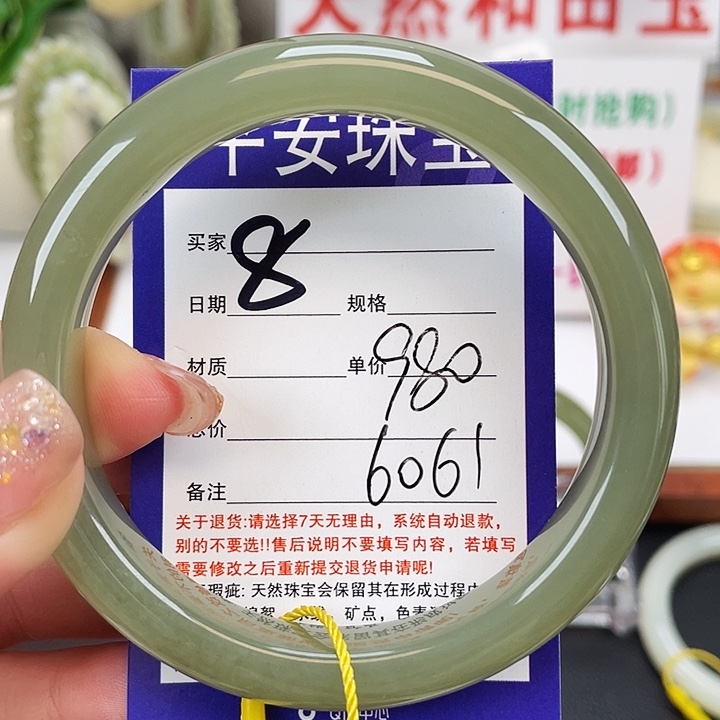 天然和田玉
时抢购）
平安珠宝
买家
8
日期 规格
材质 单价 980
总价
6061
备注
关于退货:请选择7天无理由，系统自动退款，
别的不要选!!售后说明不要填写内容，若填写
需要修改之后重新提交退货申请呢!
瑕疵: 天然珠宝会保留其在形成过程中
矿点，色素